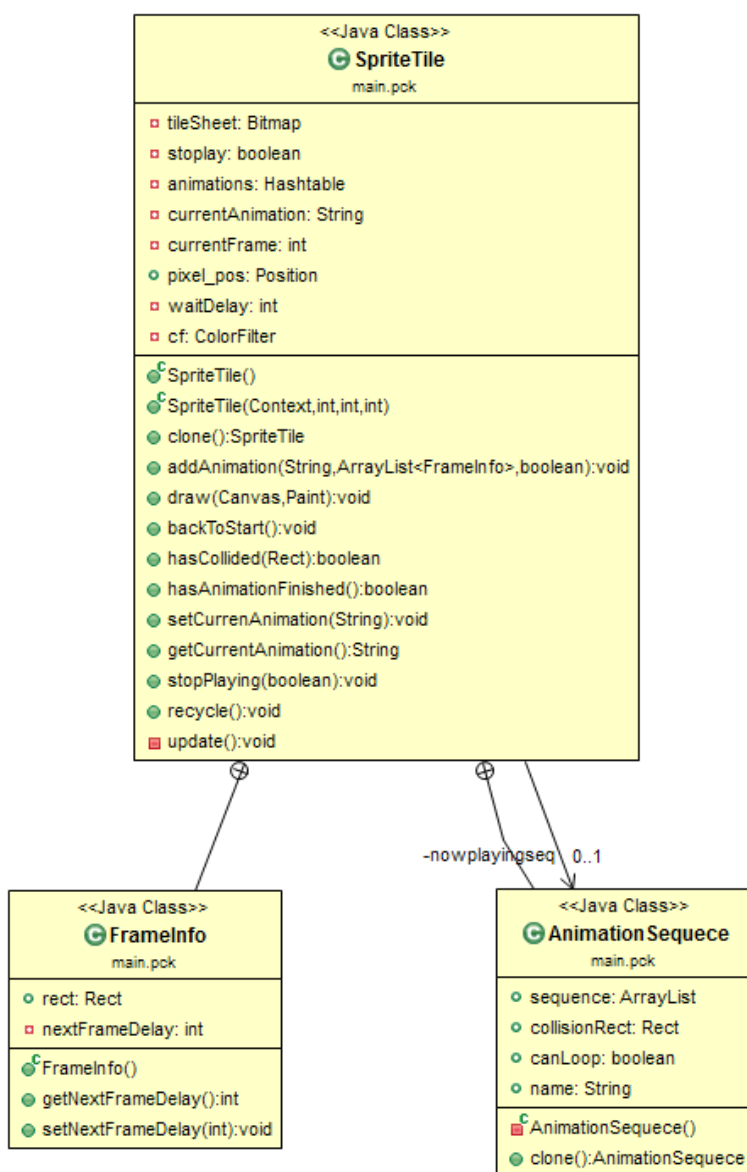 <<Java Class>>
SpriteTile
main.pck
tileSheet: Bitmap
stoplay: boolean
animations: Hashtable
currentAnimation: String
currentFrame: int
pixel_pos: Position
waitDelay: int
cf: ColorFilter
SpriteTile()
SpriteTile(Context,int,int,int)
clone():SpriteTile
addAnimation(String,ArrayList<FrameInfo>,boolean):void
draw(Canvas,Paint):void
backToStart():void
hasCollided(Rect):boolean
hasAnimationFinished():boolean
setCurrenAnimation(String):void
getCurrentAnimation():String
stopPlaying(boolean):void
recycle():void
update():void
-nowplayingseq 0..1
<<Java Class>>
FrameInfo
main.pck
rect: Rect
nextFrameDelay: int
FrameInfo()
getNextFrameDelay():int
setNextFrameDelay(int):void
<<Java Class>>
AnimationSequece
main.pck
sequence: ArrayList
collisionRect: Rect
canLoop: boolean
name: String
AnimationSequece()
clone():AnimationSequece